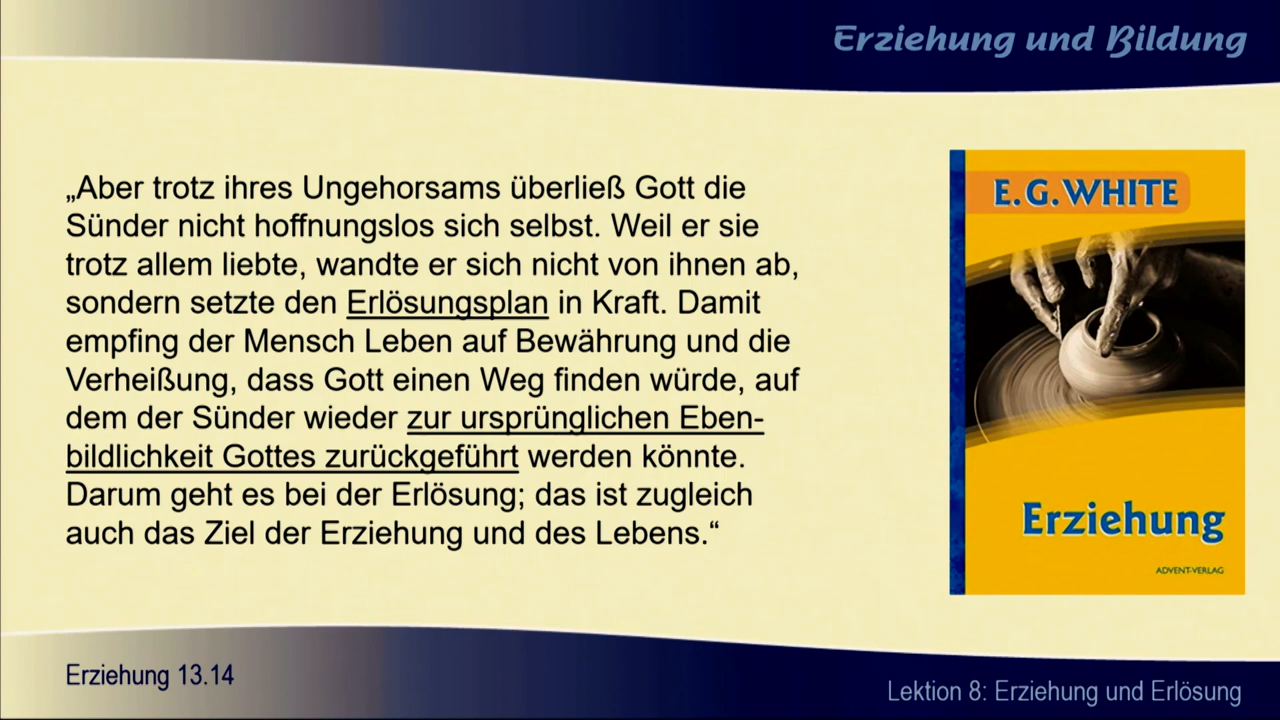 Erziehung und Bildung
„Aber trotz ihres Ungehorsams überließ Gott die
Sünder nicht hoffnungslos sich selbst. Weil er sie
trotz allem liebte, wandte er sich nicht von ihnen ab,
sondern setzte den Erlösungsplan in Kraft. Damit
empfing der Mensch Leben auf Bewährung und die
Verheißung, dass Gott einen Weg finden würde, auf
dem der Sünder wieder zur ursprünglichen Eben-
bildlichkeit Gottes zurückgeführt werden könnte.
Darum geht es bei der Erlösung; das ist zugleich
auch das Ziel der Erziehung und des Lebens.“
E.G.WHITE
Erziehung
ADVENT-VERLAG
Erziehung 13.14
Lektion 8: Erziehung und Erlösung